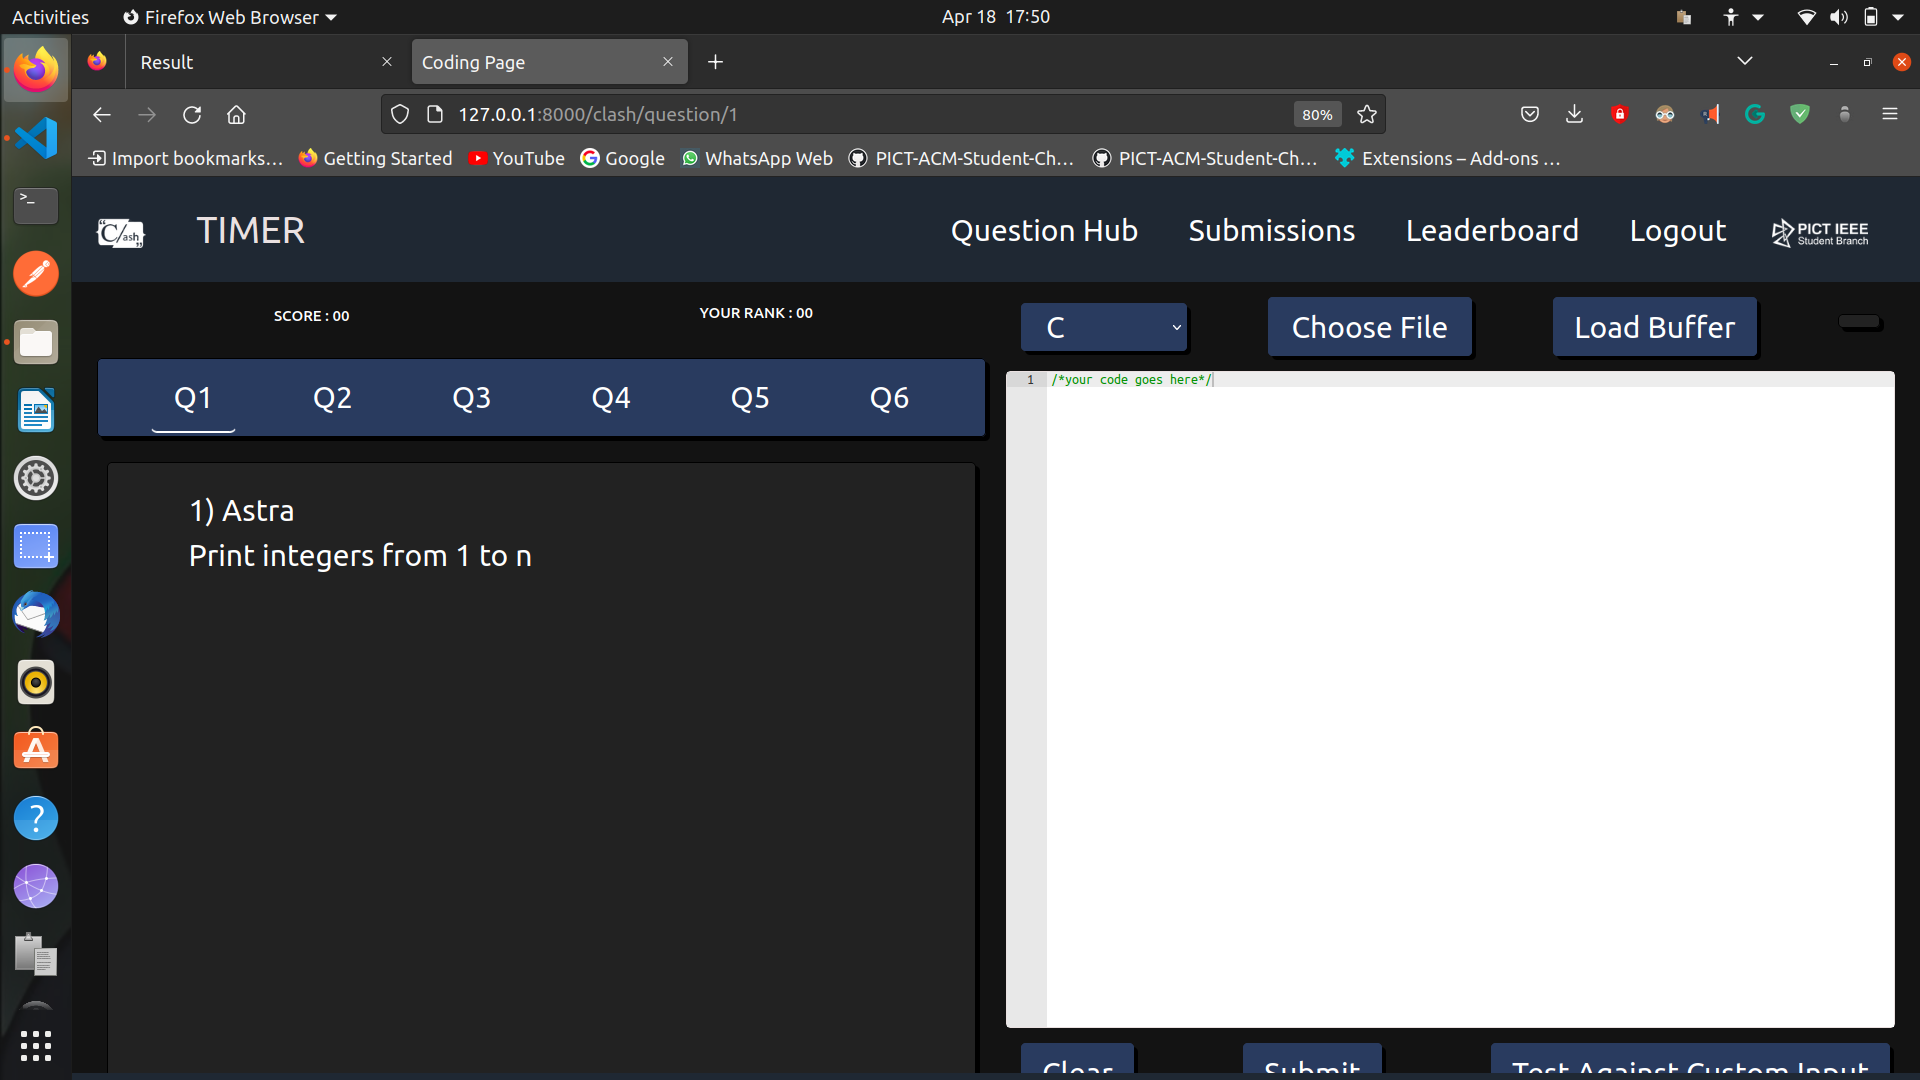 Activities
Firefox Web Browser
Apr 18 17:50
Result
Coding Page
127.0.0.1:8000/clash/question/1
80%
Import bookmarks...
Getting Started
YouTube
Google
WhatsApp Web
PICT-ACM-Student-Ch...
PICT-ACM-Student-Ch...
Extensions – Add-ons ...
"C/ash"
TIMER
Question Hub
Submissions
Leaderboard
Logout
PICT IEEE
Student Branch
SCORE : 00
YOUR RANK : 00
C
Choose File
Load Buffer
Q1
Q2
Q3
Q4
Q5
Q6
1) Astra
Print integers from 1 to n
1
/*your code goes here*/
Clear
Submit
Test Against Custom Input